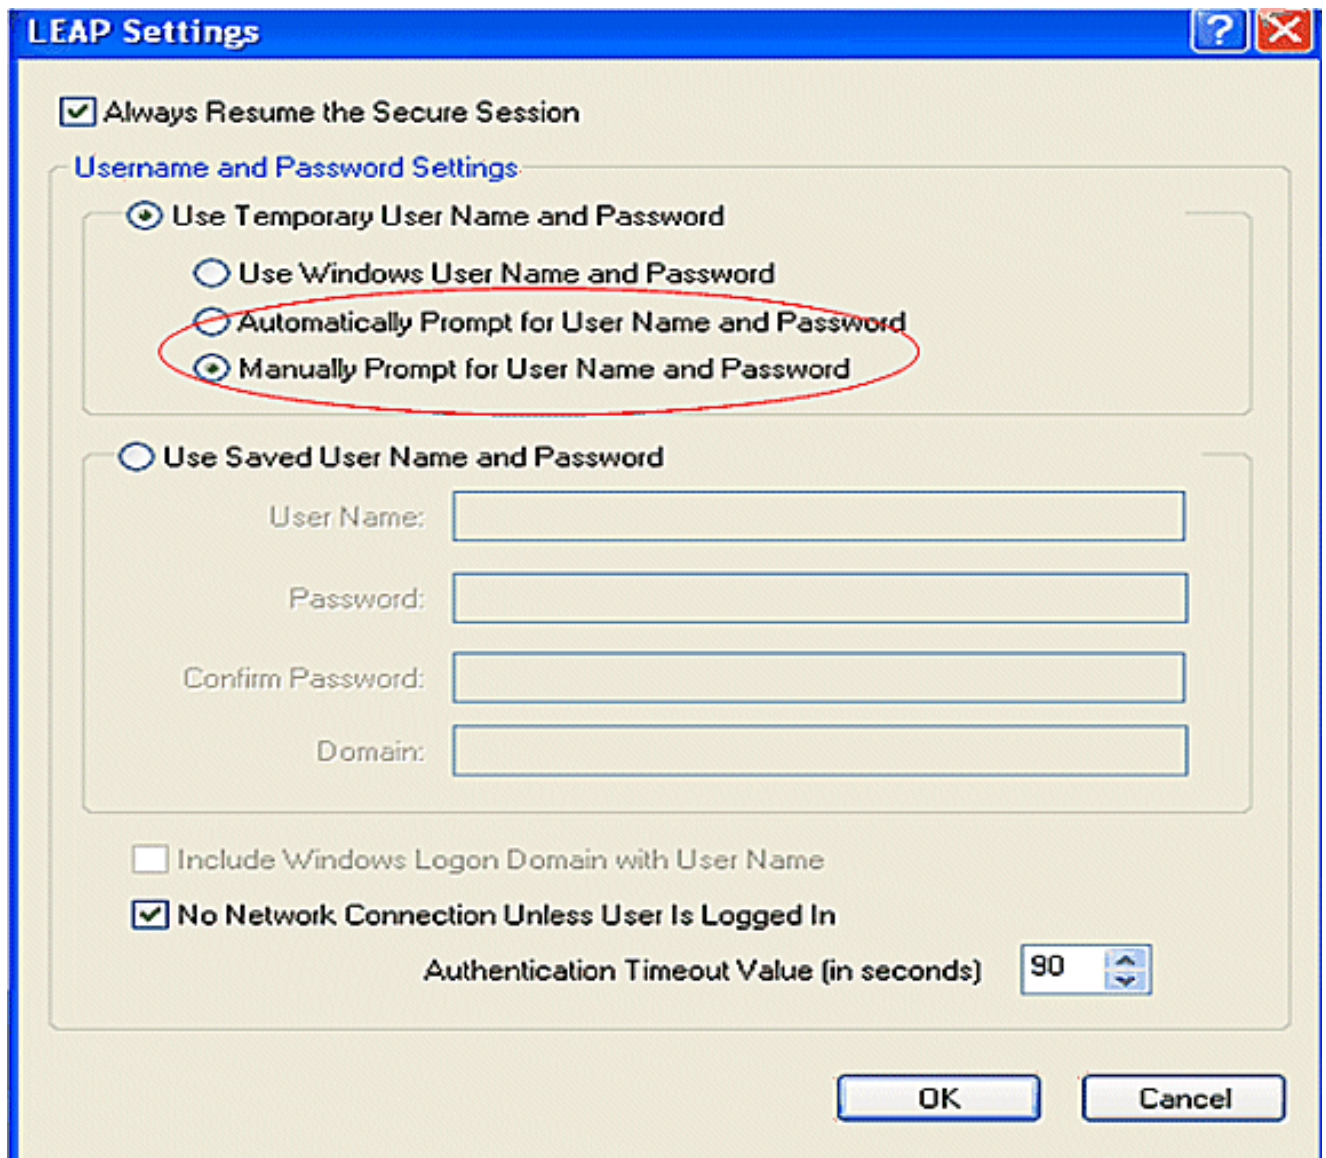 LEAP Settings
Always Resume the Secure Session
Username and Password Settings
Use Temporary User Name and Password
Use Windows User Name and Password
Automatically Prompt for User Name and Password
Manually Prompt for User Name and Password
Use Saved User Name and Password
User Name:
Password:
Confirm Password:
Domain:
Include Windows Logon Domain with User Name
No Network Connection Unless User Is Logged In
Authentication Timeout Value (in seconds) 90
OK Cancel